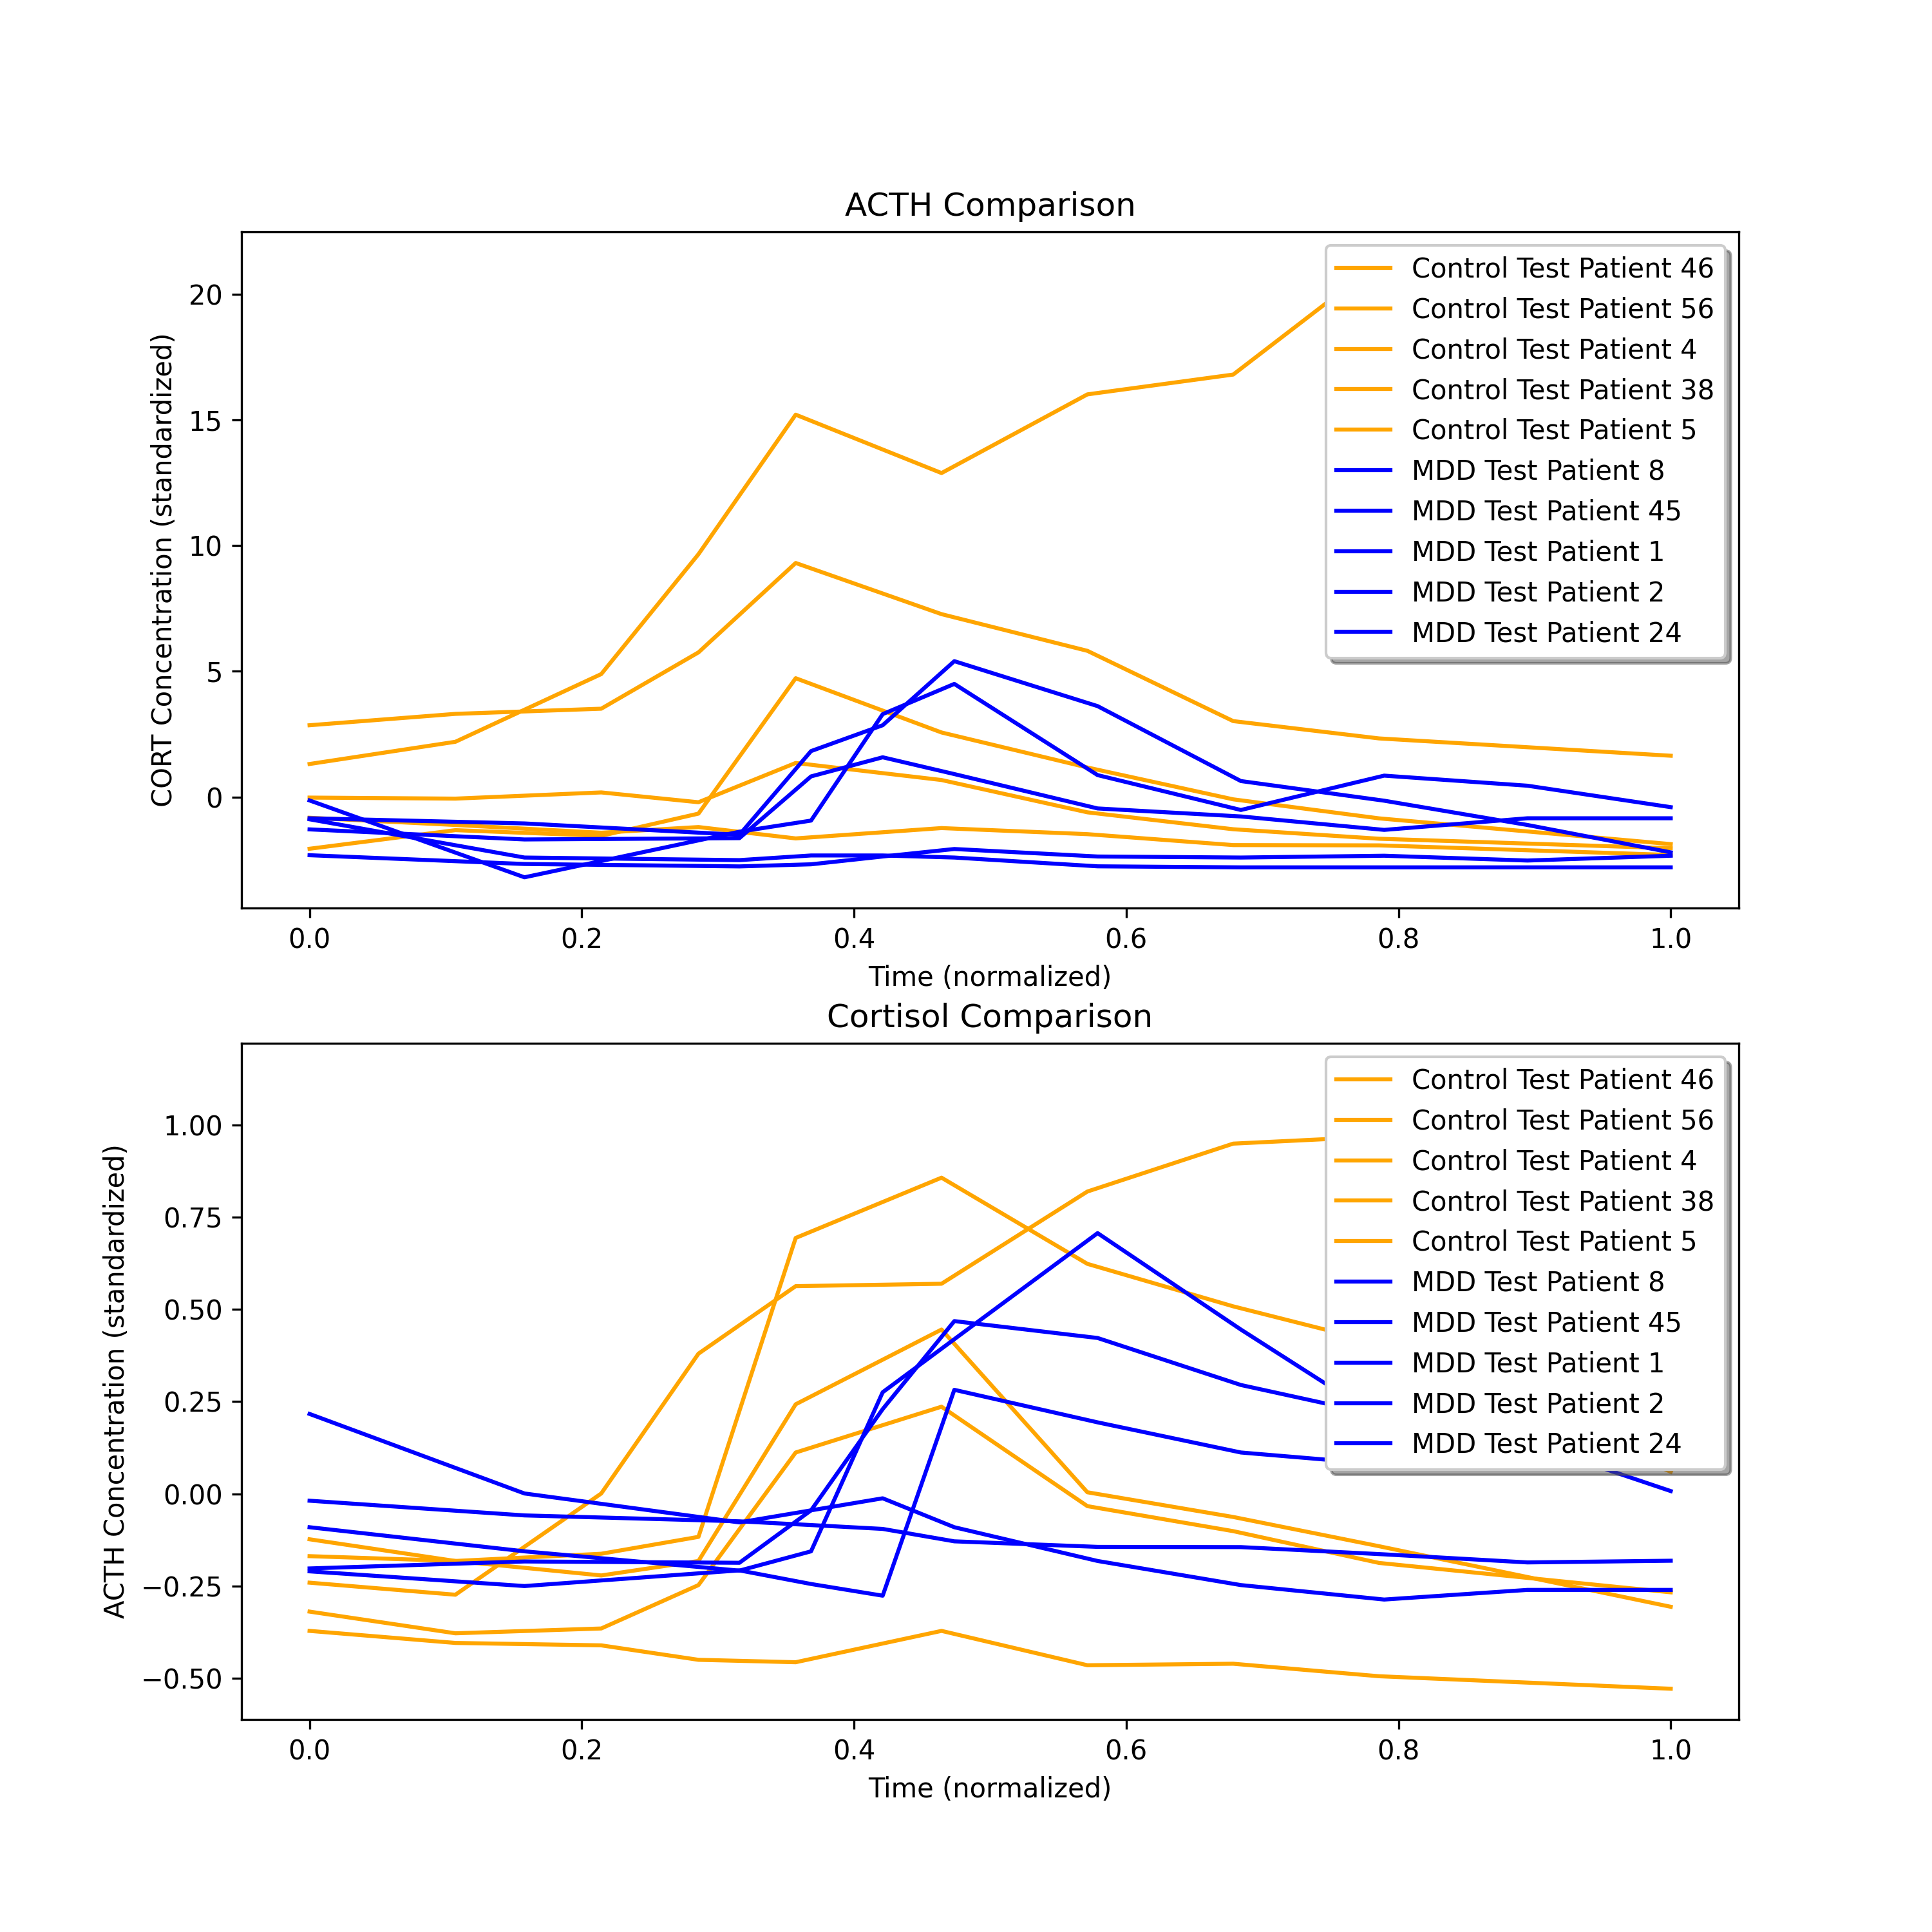 ACTH Comparison
CORT Concentration (standardized)
20
15
10
5
0
Control Test Patient 46
Control Test Patient 56
Control Test Patient 4
Control Test Patient 38
Control Test Patient 5
MDD Test Patient 8
MDD Test Patient 45
MDD Test Patient 1
MDD Test Patient 2
MDD Test Patient 24
0.0 0.2 0.4 0.6 0.8 1.0
Time (normalized)
Cortisol Comparison
ACTH Concentration (standardized)
1.00
0.75
0.50
0.25
0.00
−0.25
−0.50
Control Test Patient 46
Control Test Patient 56
Control Test Patient 4
Control Test Patient 38
Control Test Patient 5
MDD Test Patient 8
MDD Test Patient 45
MDD Test Patient 1
MDD Test Patient 2
MDD Test Patient 24
0.0 0.2 0.4 0.6 0.8 1.0
Time (normalized)